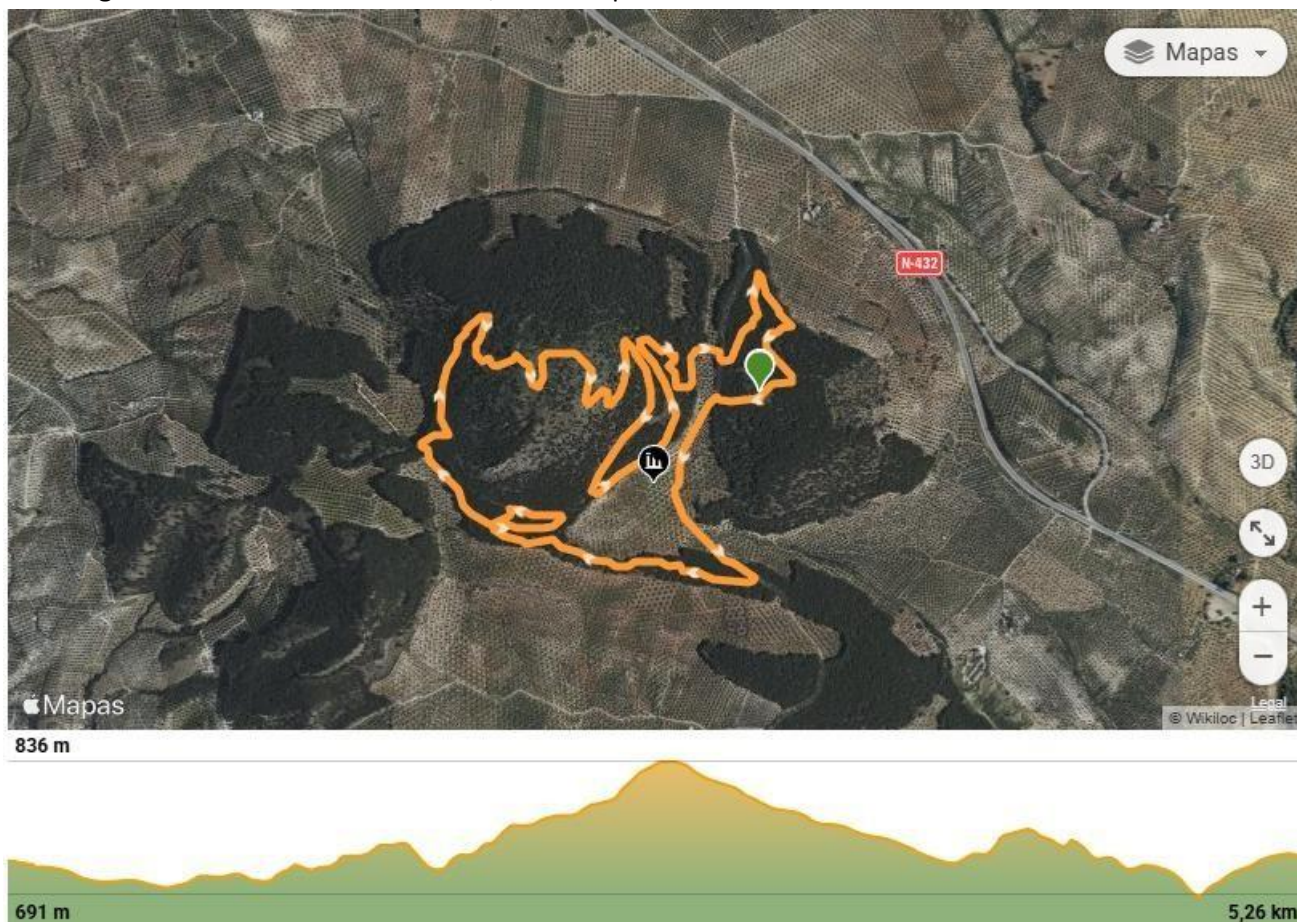 Mapas
N-432
3D
+
−
Mapas
Legal
© Wikiloc | Leaflet
836 m
691 m
5,26 km